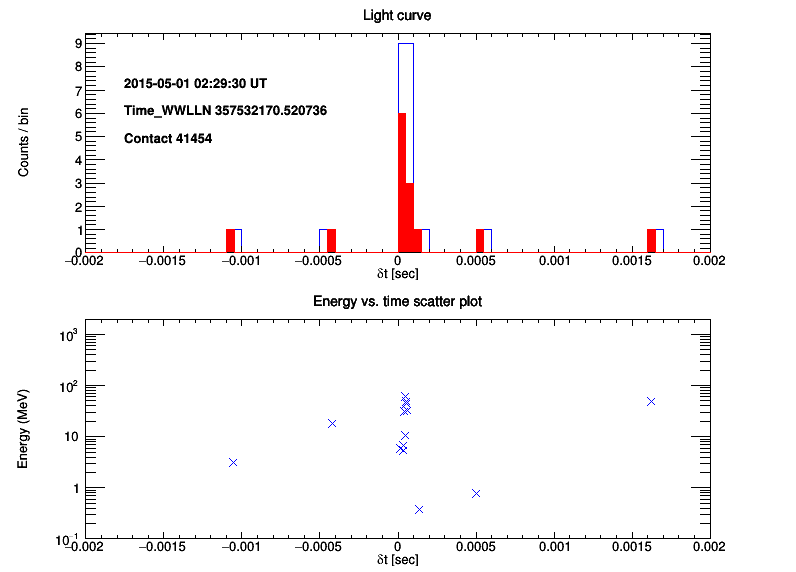 Light curve
Counts / bin
9
8
7
6
5
4
3
2
1
0
2015-05-01 02:29:30 UT
Time_WWLLN 357532170.520736
Contact 41454
−0.002 −0.0015 −0.001 −0.0005 0 0.0005 0.001 0.0015 0.002
δt [sec]
Energy vs. time scatter plot
Energy (MeV)
10³
10²
10
1
10⁻¹
−0.002 −0.0015 −0.001 −0.0005 0 0.0005 0.001 0.0015 0.002
δt [sec]